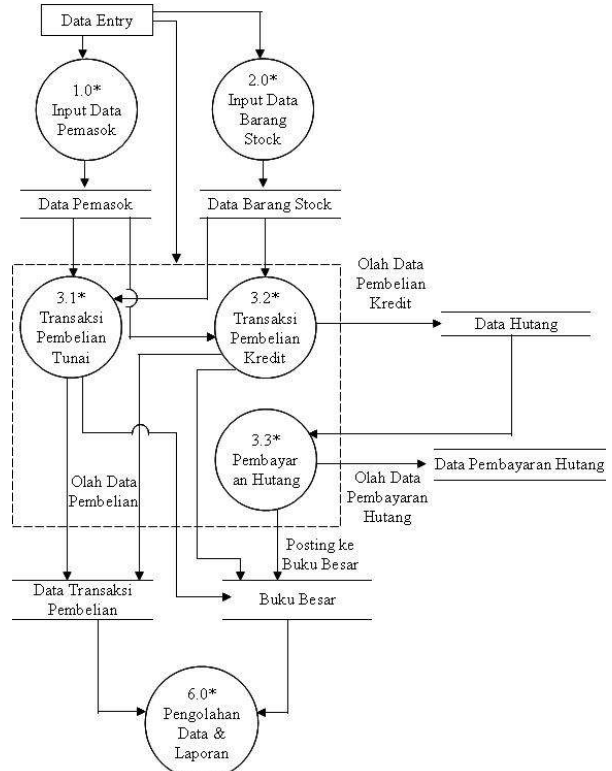 Data Entry
1.0*
Input Data
Pemasok
2.0*
Input Data
Barang
Stock
Data Pemasok
Data Barang Stock
3.1*
Transaksi
Pembelian
Tunai
3.2*
Transaksi
Pembelian
Kredit
Olah Data
Pembelian
Kredit
Data Hutang
3.3*
Pembayar
an Hutang
Data Pembayaran Hutang
Olah Data
Pembayaran
Hutang
Olah Data
Pembelian
Posting ke
Buku Besar
Data Transaksi
Pembelian
Buku Besar
6.0*
Pengolahan
Data &
Laporan